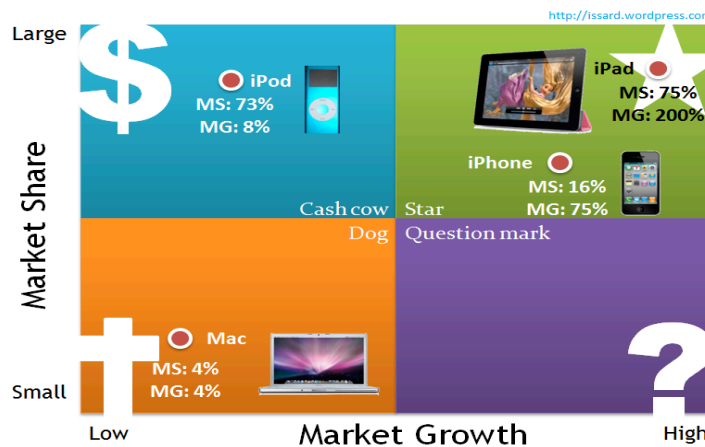 http://issard.wordpress.com
Large
$
iPod
MS: 73%
MG: 8%
iPad
MS: 75%
MG: 200%
iPhone
MS: 16%
MG: 75%
Cash cow
Star
Market Share
Dog
Question mark
Mac
MS: 4%
MG: 4%
?
Small
Low
Market Growth
High